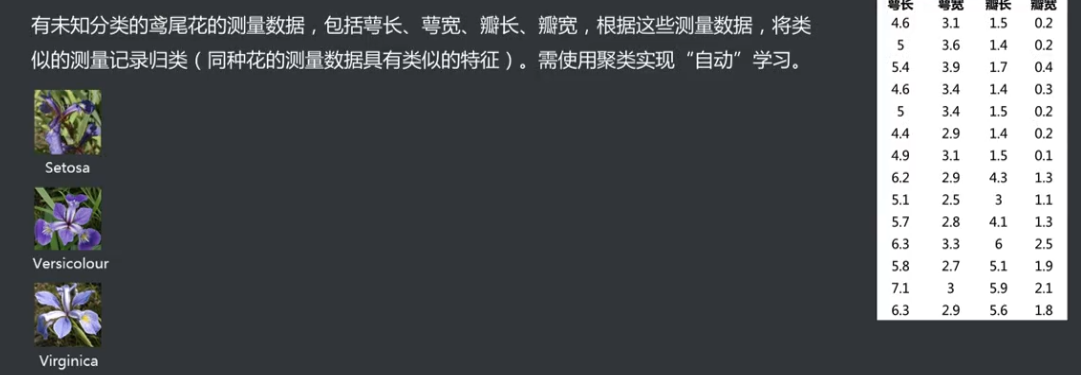 有未知分类的鸢尾花的测量数据，包括萼长、萼宽、瓣长、瓣宽，根据这些测量数据，将类
似的测量记录归类（同种花的测量数据具有类似的特征）。需使用聚类实现“自动”学习。
Setosa
Versicolour
Virginica
萼长 萼宽 瓣长 瓣宽
4.6 3.1 1.5 0.2
5 3.6 1.4 0.2
5.4 3.9 1.7 0.4
4.6 3.4 1.4 0.3
5 3.4 1.5 0.2
4.4 2.9 1.4 0.2
4.9 3.1 1.5 0.1
6.2 2.9 4.3 1.3
5.1 2.5 3 1.1
5.7 2.8 4.1 1.3
6.3 3.3 6 2.5
5.8 2.7 5.1 1.9
7.1 3 5.9 2.1
6.3 2.9 5.6 1.8